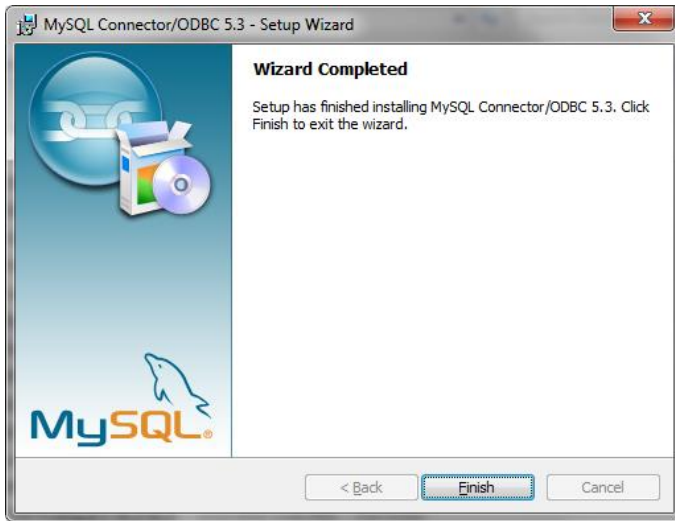 MySQL Connector/ODBC 5.3 - Setup Wizard
Wizard Completed
Setup has finished installing MySQL Connector/ODBC 5.3. Click
Finish to exit the wizard.
MySQL®
< Back
Finish
Cancel